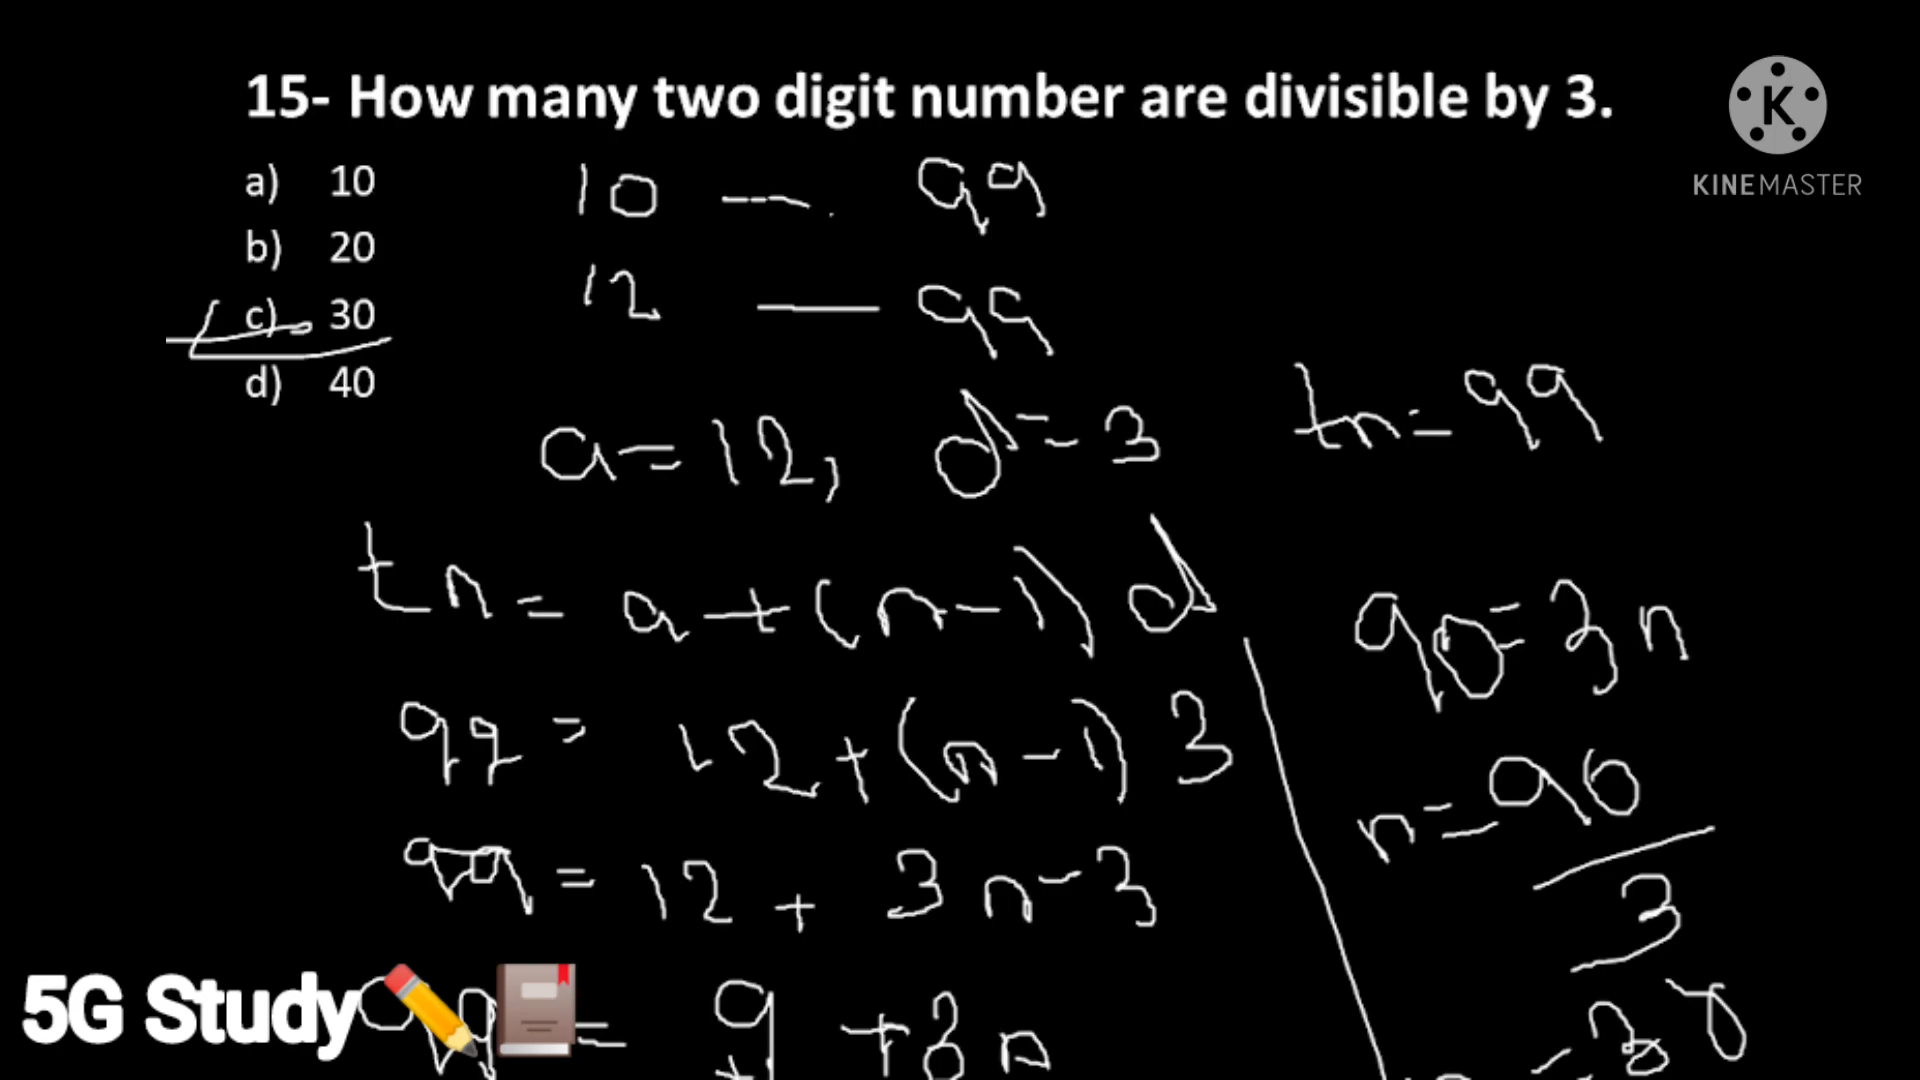 15- How many two digit number are divisible by 3.
K
KINEMASTER
a) 10
b) 20
c) 30
d) 40
10 ---. 99
12 — 99
a=12, d=3
tn=99
tn = a+(n-1)d
99 = 12+(n-1)3
99 = 12 + 3n-3
= 9 +3n
90=3n
n=90
3
=30
5G Study